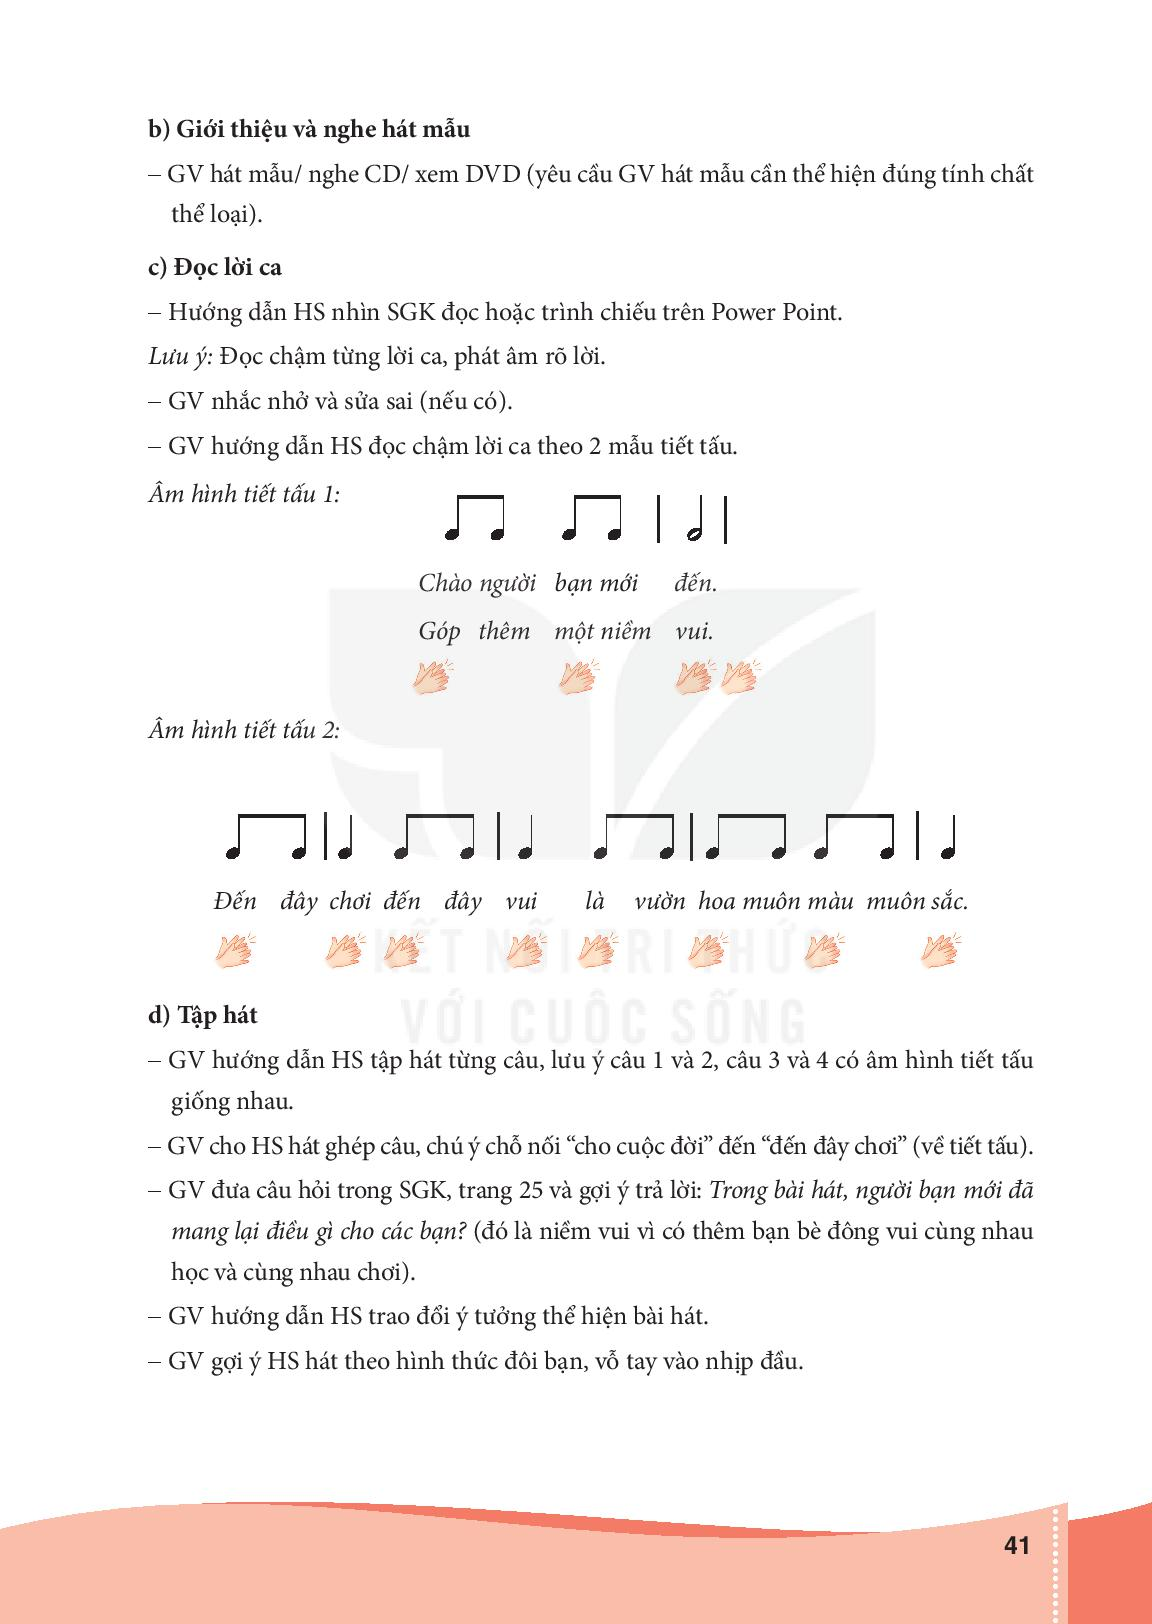 b) Giới thiệu và nghe hát mẫu
– GV hát mẫu/ nghe CD/ xem DVD (yêu cầu GV hát mẫu cần thể hiện đúng tính chất
thể loại).
c) Đọc lời ca
– Hướng dẫn HS nhìn SGK đọc hoặc trình chiếu trên Power Point.
Lưu ý: Đọc chậm từng lời ca, phát âm rõ lời.
– GV nhắc nhở và sửa sai (nếu có).
– GV hướng dẫn HS đọc chậm lời ca theo 2 mẫu tiết tấu.
Âm hình tiết tấu 1:
Chào người bạn mới đến.
Góp thêm một niềm vui.
Âm hình tiết tấu 2:
Đến đây chơi đến đây vui là vườn hoa muôn màu muôn sắc.
KẾT NỐI TRI THỨC
VỚI CUỘC SỐNG
d) Tập hát
– GV hướng dẫn HS tập hát từng câu, lưu ý câu 1 và 2, câu 3 và 4 có âm hình tiết tấu
giống nhau.
– GV cho HS hát ghép câu, chú ý chỗ nối “cho cuộc đời” đến “đến đây chơi” (về tiết tấu).
– GV đưa câu hỏi trong SGK, trang 25 và gợi ý trả lời: Trong bài hát, người bạn mới đã
mang lại điều gì cho các bạn? (đó là niềm vui vì có thêm bạn bè đông vui cùng nhau
học và cùng nhau chơi).
– GV hướng dẫn HS trao đổi ý tưởng thể hiện bài hát.
– GV gợi ý HS hát theo hình thức đôi bạn, vỗ tay vào nhịp đầu.
41